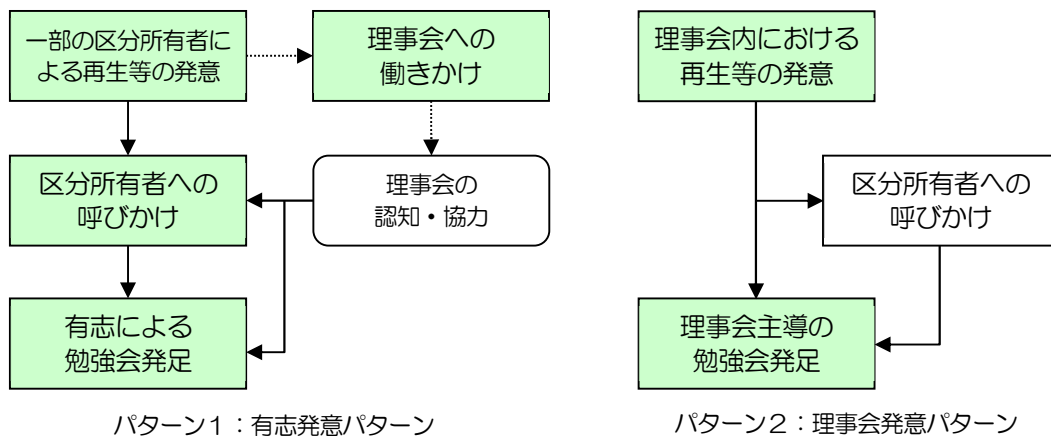 一部の区分所有者に
よる再生等の発意
理事会への
働きかけ
区分所有者への
呼びかけ
理事会の
認知・協力
有志による
勉強会発足
パターン１：有志発意パターン
理事会内における
再生等の発意
区分所有者への
呼びかけ
理事会主導の
勉強会発足
パターン２：理事会発意パターン